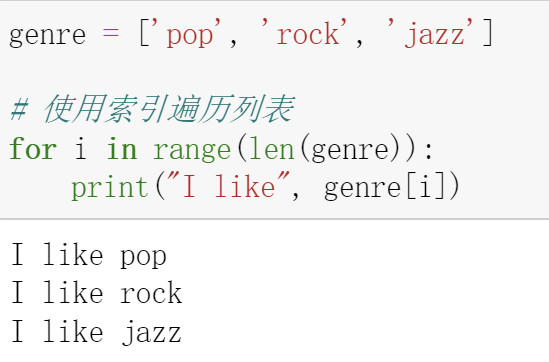 genre = ['pop', 'rock', 'jazz']
# 使用索引遍历列表
for i in range(len(genre)):
    print("I like", genre[i])
I like pop
I like rock
I like jazz